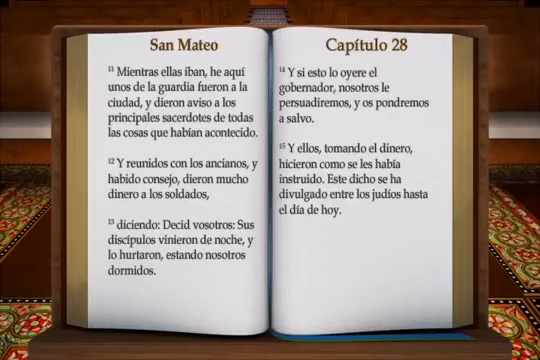 San Mateo
11 Mientras ellas iban, he aquí
unos de la guardia fueron a la
ciudad, y dieron aviso a los
principales sacerdotes de todas
las cosas que habían acontecido.
12 Y reunidos con los ancianos, y
habido consejo, dieron mucho
dinero a los soldados,
13 diciendo: Decid vosotros: Sus
discípulos vinieron de noche, y
lo hurtaron, estando nosotros
dormidos.
Capítulo 28
14 Y si esto lo oyere el
gobernador, nosotros le
persuadiremos, y os pondremos
a salvo.
15 Y ellos, tomando el dinero,
hicieron como se les había
instruido. Este dicho se ha
divulgado entre los judíos hasta
el día de hoy.